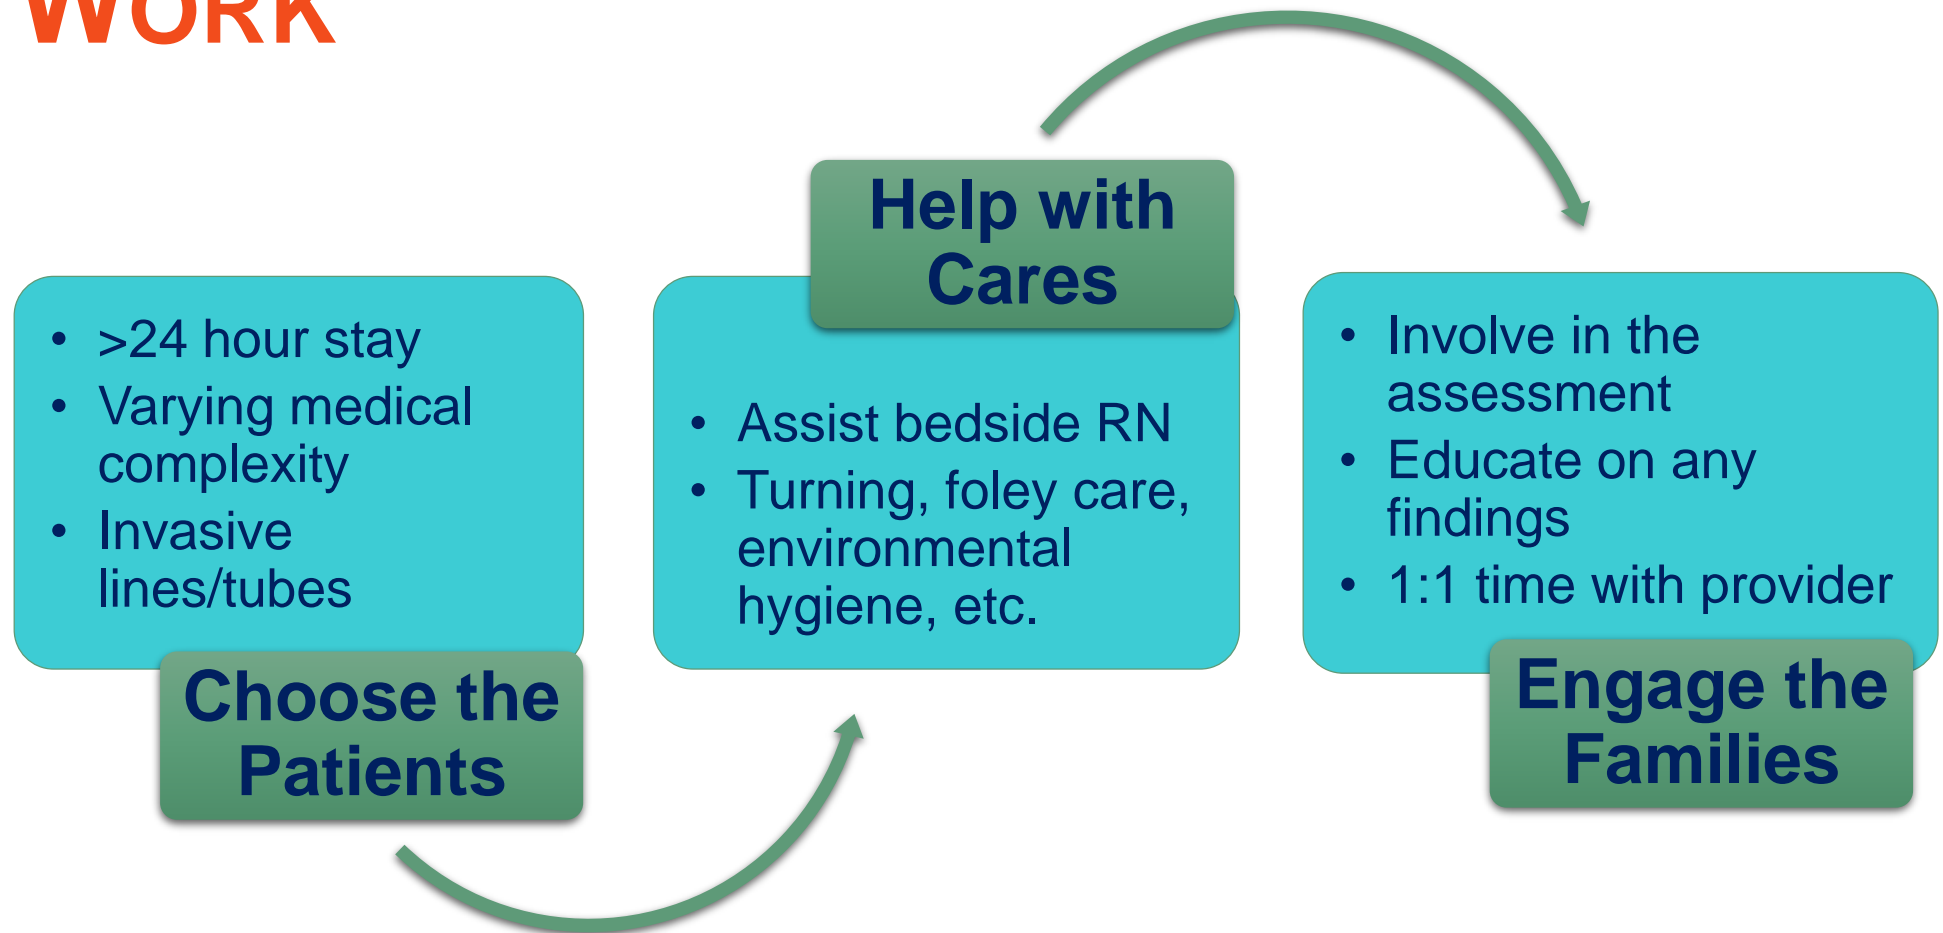 WORK
• >24 hour stay
• Varying medical
complexity
• Invasive
lines/tubes
Choose the
Patients
Help with
Cares
• Assist bedside RN
• Turning, foley care,
environmental
hygiene, etc.
• Involve in the
assessment
• Educate on any
findings
• 1:1 time with provider
Engage the
Families